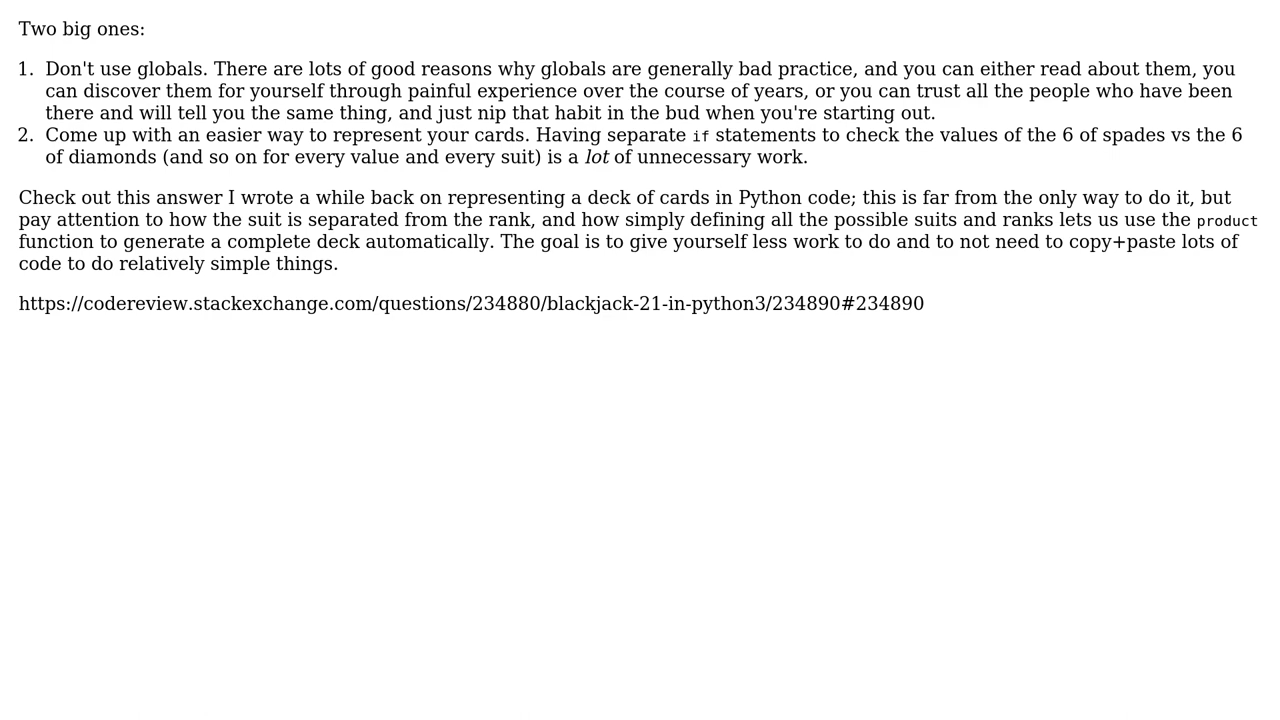 Two big ones:
1. Don't use globals. There are lots of good reasons why globals are generally bad practice, and you can either read about them, you
can discover them for yourself through painful experience over the course of years, or you can trust all the people who have been
there and will tell you the same thing, and just nip that habit in the bud when you're starting out.
2. Come up with an easier way to represent your cards. Having separate if statements to check the values of the 6 of spades vs the 6
of diamonds (and so on for every value and every suit) is a lot of unnecessary work.
Check out this answer I wrote a while back on representing a deck of cards in Python code; this is far from the only way to do it, but
pay attention to how the suit is separated from the rank, and how simply defining all the possible suits and ranks lets us use the product
function to generate a complete deck automatically. The goal is to give yourself less work to do and to not need to copy+paste lots of
code to do relatively simple things.
https://codereview.stackexchange.com/questions/234880/blackjack-21-in-python3/234890#234890